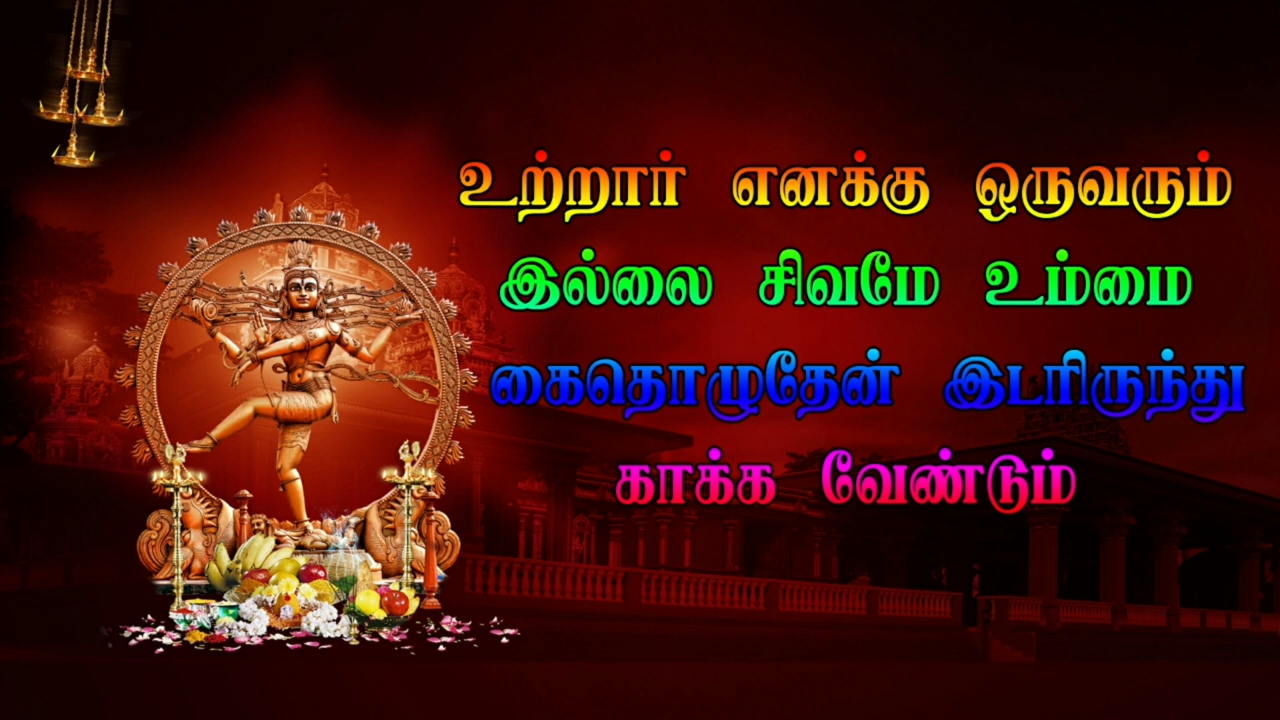 உற்றார் எனக்கு ஒருவரும்
இல்லை சிவமே உம்மை
கைதொழுதேன் இடரிருந்து
காக்க வேண்டும்